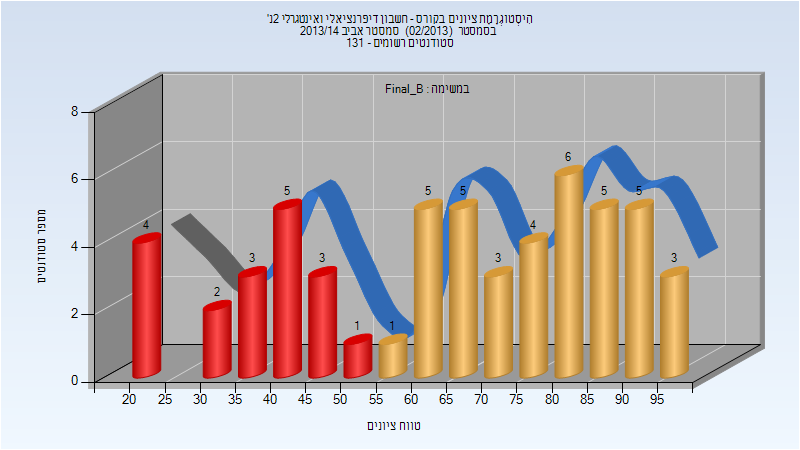 הִיסְטוֹגְרָמַת ציונים בקורס - חשבון דיפרנציאלי ואינטגרלי 2נ'
בסמסטר (02/2013) סמסטר אביב 2013/14
סטודנטים רשומים - 131
במשימה : Final_B
מספר סטודנטים
8
6
4
2
0
4
2
3
5
3
1
1
5
5
3
4
6
5
5
3
20 25 30 35 40 45 50 55 60 65 70 75 80 85 90 95
טווח ציונים